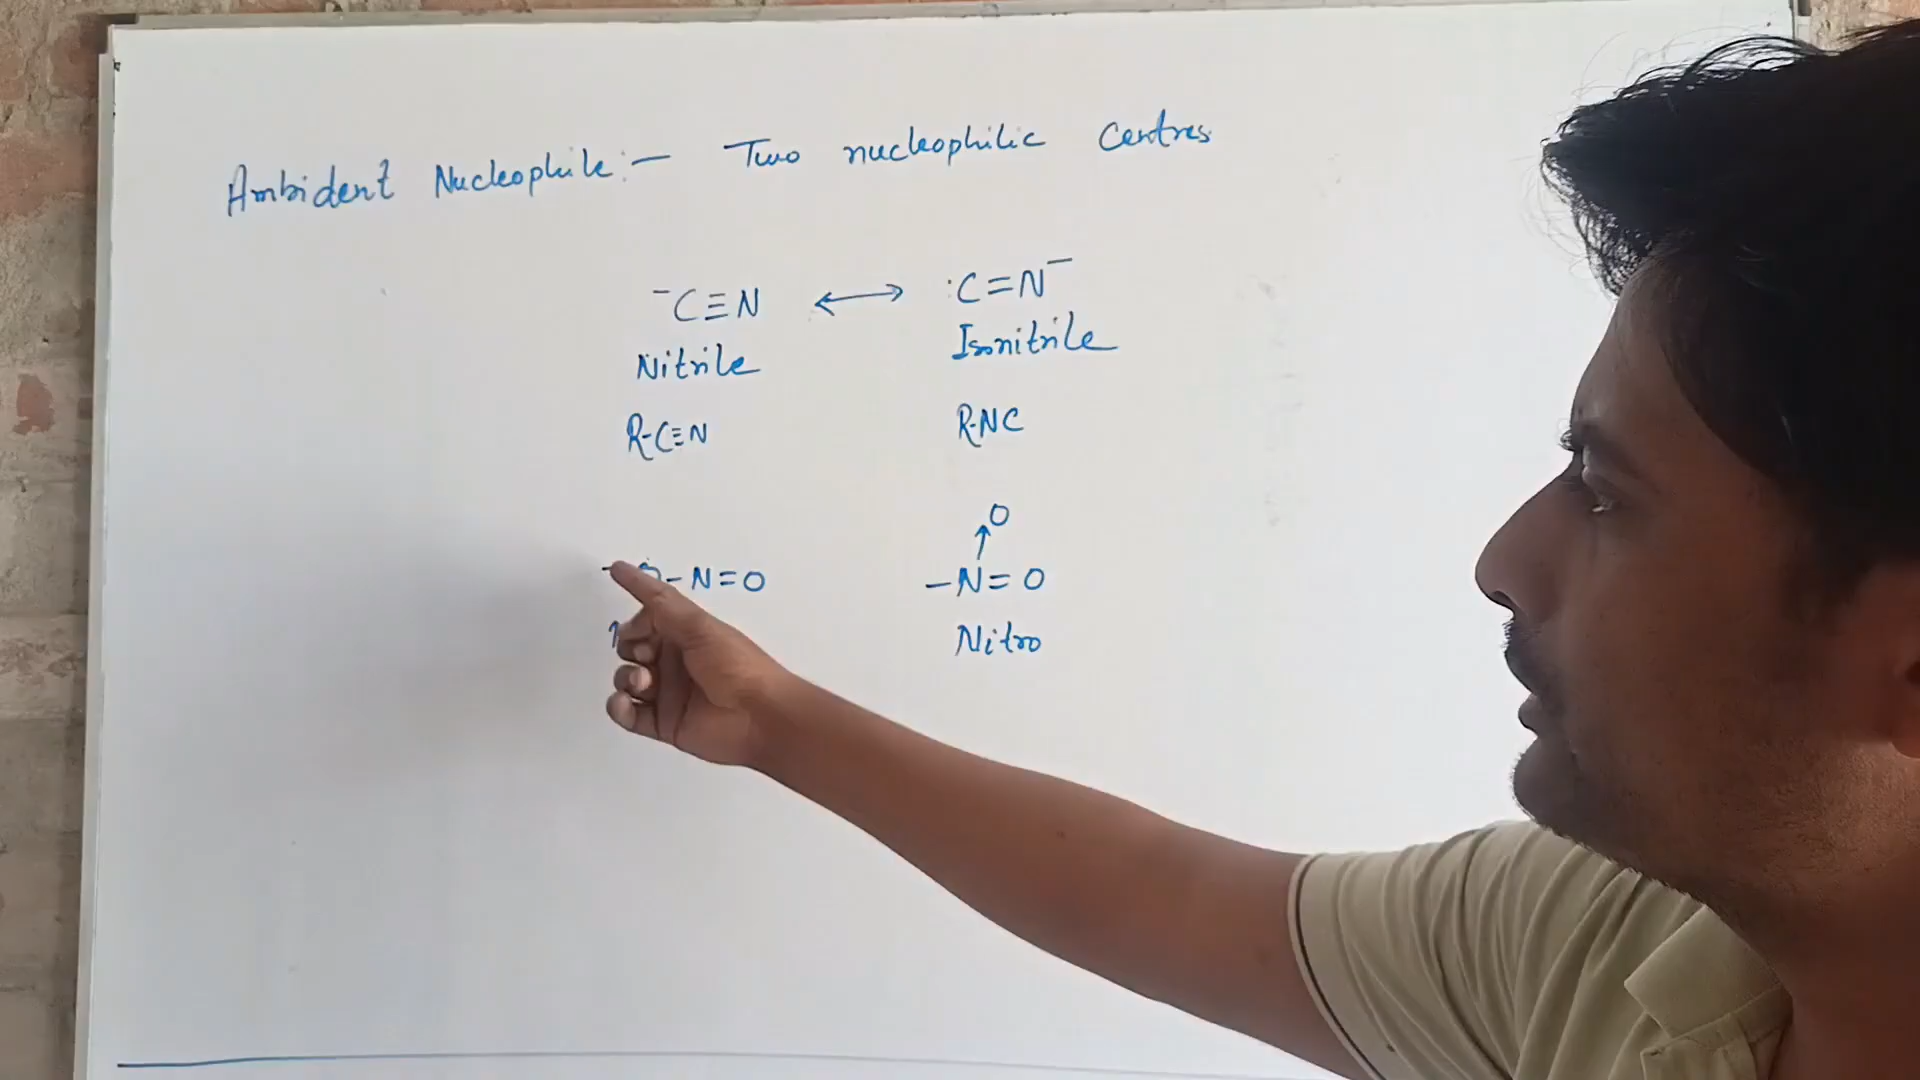 Ambident Nucleophile:— Two nucleophilic Centres
⁻C≡N ⟷ :C=N⁻
Nitrile Isonitrile
R-C≡N R-NC
O
↑
-N=O -N=O
Nitro